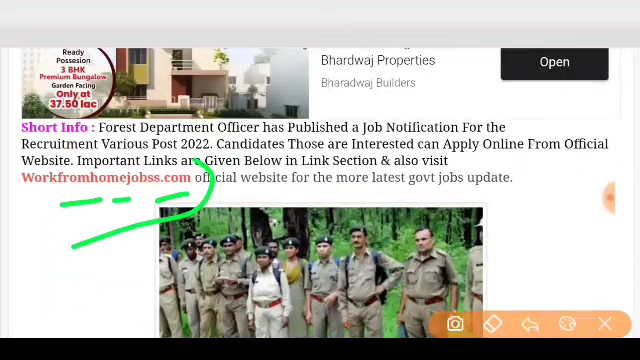 Ready
Possesion
3 BHK
Premium Bungalow
Garden Facing
Only at
37.50 lac
Bhardwaj Properties
Bharadwaj Builders
Open
Short Info : Forest Department Officer has Published a Job Notification For the
Recruitment Various Post 2022. Candidates Those are Interested can Apply Online From Official
Website. Important Links are Given Below in Link Section & also visit
Workfromhomejobss.com official website for the more latest govt jobs update.